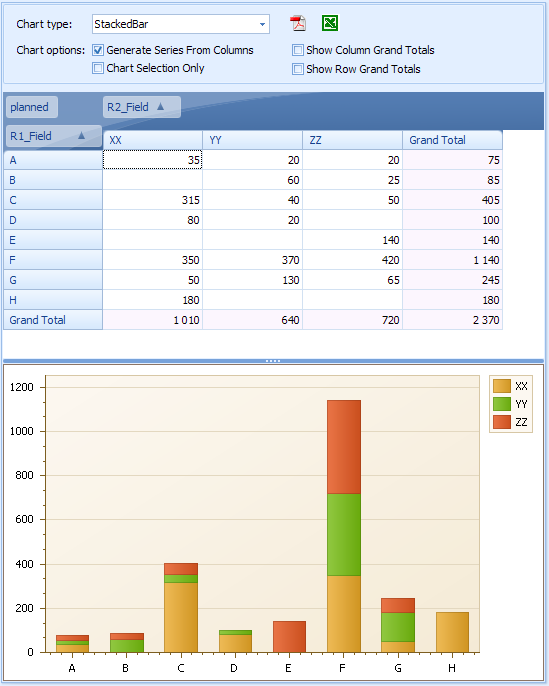 Chart type: StackedBar
Chart options: Generate Series From Columns Show Column Grand Totals
Chart Selection Only Show Row Grand Totals
planned R2_Field
R1_Field XX YY ZZ Grand Total
A 35 20 20 75
B 60 25 85
C 315 40 50 405
D 80 20 100
E 140 140
F 350 370 420 1 140
G 50 130 65 245
H 180 180
Grand Total 1 010 640 720 2 370
1200
1000
800
600
400
200
0
A B C D E F G H
XX
YY
ZZ